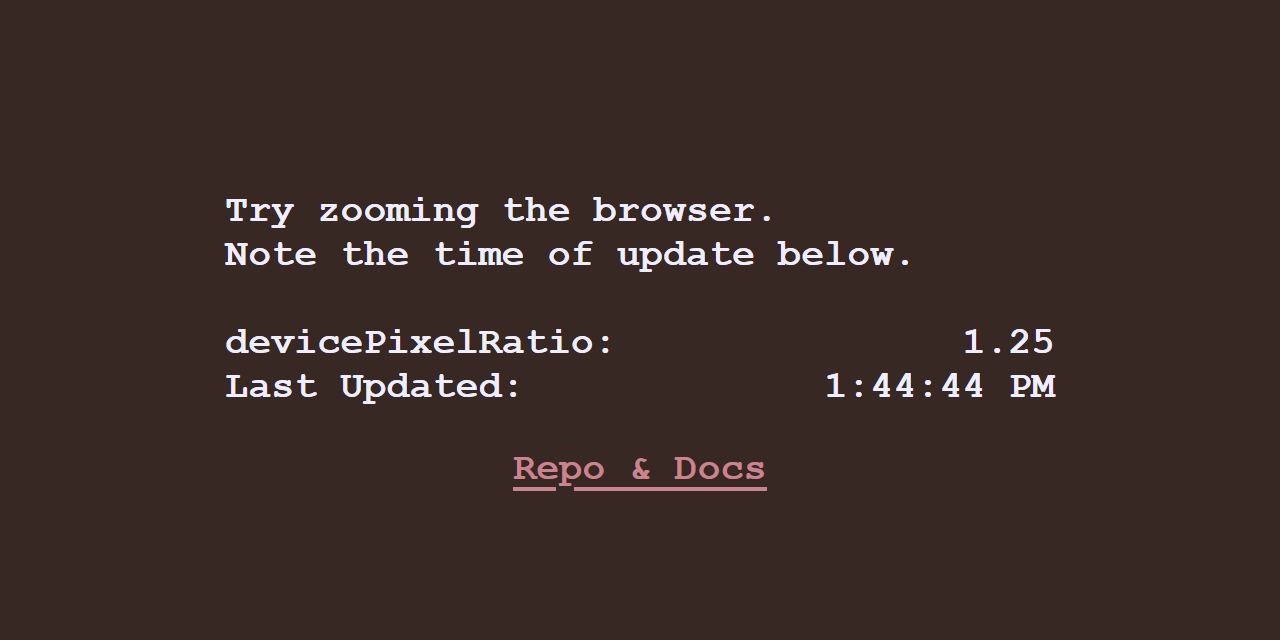 Try zooming the browser.
Note the time of update below.
devicePixelRatio: 1.25
Last Updated: 1:44:44 PM
Repo & Docs